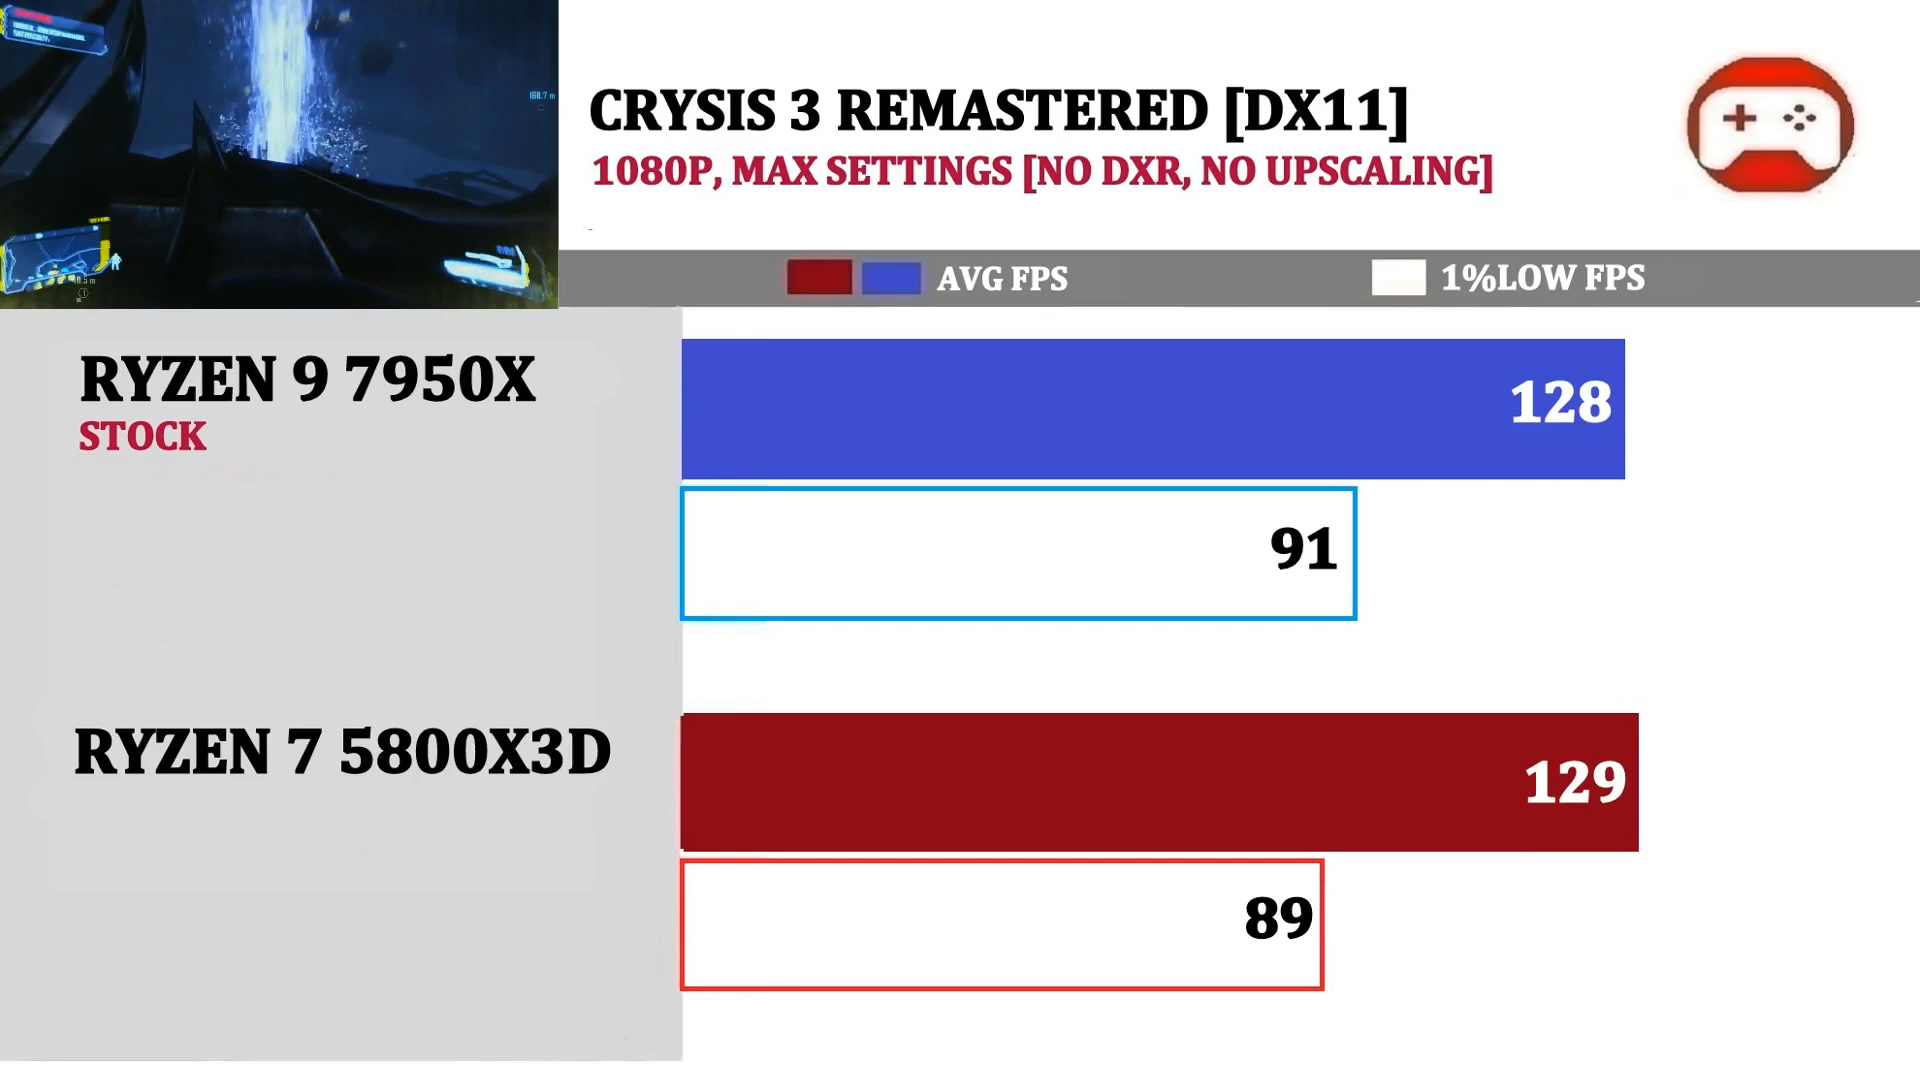 CRYSIS 3 REMASTERED [DX11]
1080P, MAX SETTINGS [NO DXR, NO UPSCALING]
AVG FPS
1%LOW FPS
RYZEN 9 7950X
STOCK
128
91
RYZEN 7 5800X3D
129
89